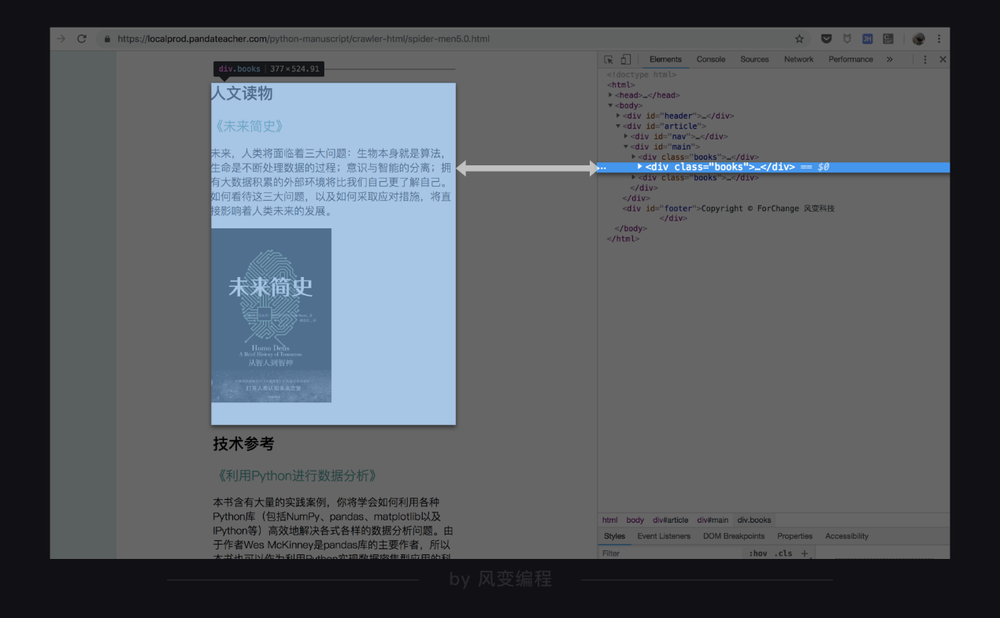 https://localprod.pandateacher.com/python-manuscript/crawler-html/spider-men5.0.html
div.books | 377×524.91
人文读物
《未来简史》
未来，人类将面临着三大问题：生物本身就是算法，
生命是不断处理数据的过程；意识与智能的分离；拥
有大数据积累的外部环境将比我们自己更了解自己。
如何看待这三大问题，以及如何采取应对措施，将直
接影响着人类未来的发展。
未来简史
Homo Deus
A Brief History of Tomorrow
从智人到智神
技术参考
《利用Python进行数据分析》
本书含有大量的实践案例，你将学会如何利用各种
Python库（包括NumPy、pandas、matplotlib以及
IPython等）高效地解决各式各样的数据分析问题。由
于作者Wes McKinney是pandas库的主要作者，所以
本书也可以作为利用Python实现数据密集型应用的科
Elements Console Sources Network Performance »
<!doctype html>
<html>
<head>…</head>
<body>
<div id="header">…</div>
<div id="article">
<div id="nav">…</div>
<div id="main">
<div class="books">…</div>
… <div class="books">…</div> == $0
<div class="books">…</div>
</div>
</div>
<div id="footer">Copyright © ForChange 风变科技
</div>
</body>
</html>
html body div#article div#main div.books
Styles Event Listeners DOM Breakpoints Properties Accessibility
Filter :hov .cls +
by 风变编程